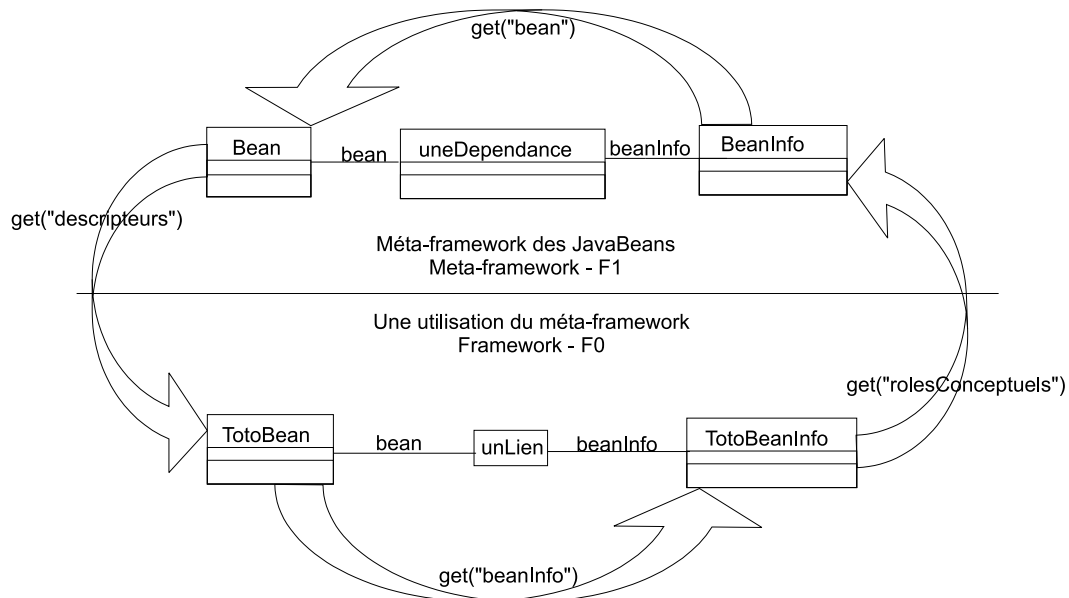 get("bean")
Bean
bean
uneDependance
beanInfo
BeanInfo
get("descripteurs")
Méta-framework des JavaBeans
Meta-framework - F1
Une utilisation du méta-framework
Framework - F0
get("rolesConceptuels")
TotoBean
bean
unLien
beanInfo
TotoBeanInfo
get("beanInfo")